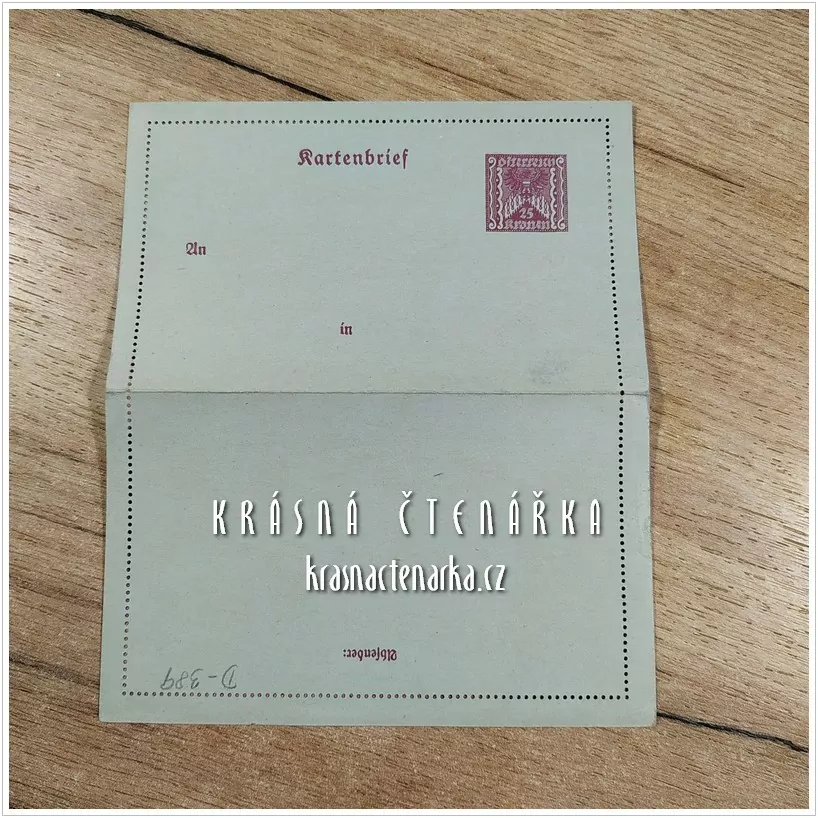 Kartenbrief
Österreich
25
Kronen
An
in
KRÁSNÁ ČTENÁŘKA
krasnactenarka.cz
Absender:
D-389